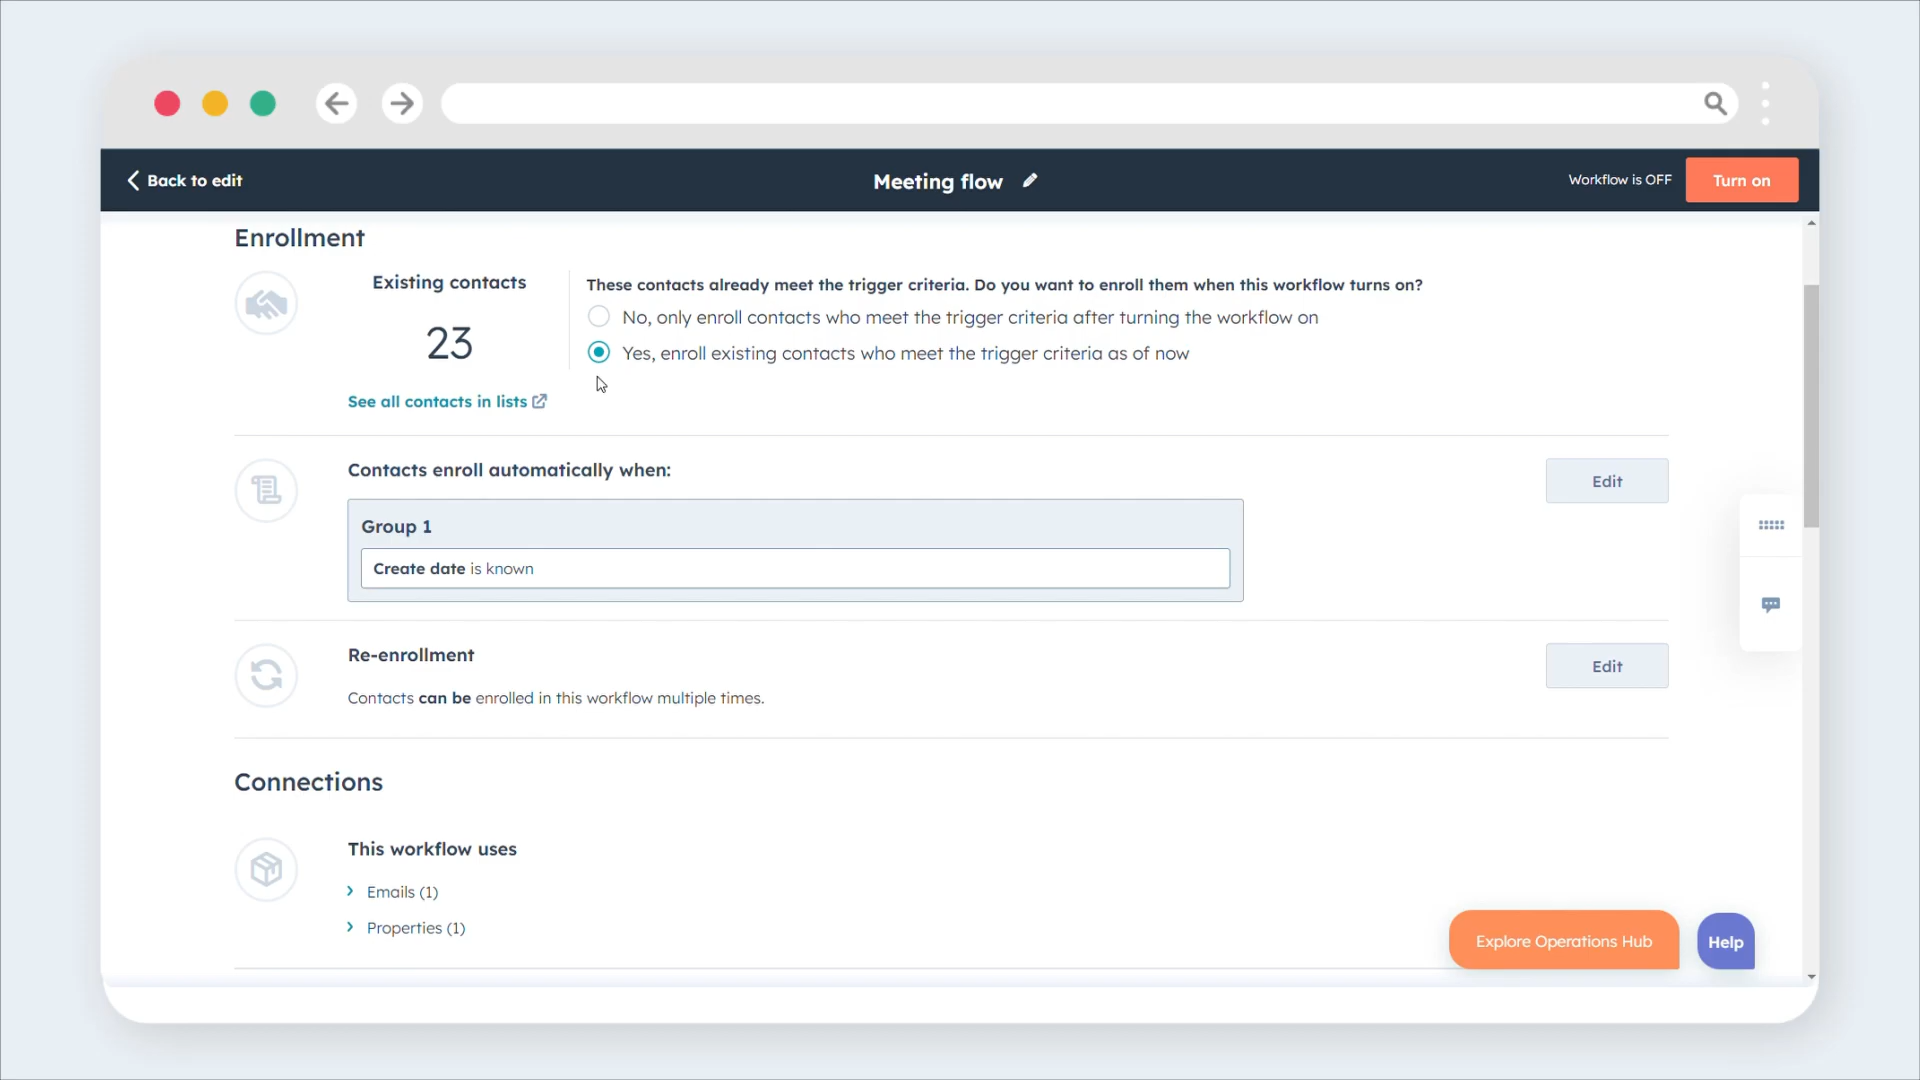 Back to edit
Meeting flow
Workflow is OFF
Turn on
Enrollment
Existing contacts
23
See all contacts in lists
These contacts already meet the trigger criteria. Do you want to enroll them when this workflow turns on?
No, only enroll contacts who meet the trigger criteria after turning the workflow on
Yes, enroll existing contacts who meet the trigger criteria as of now
Contacts enroll automatically when:
Edit
Group 1
Create date is known
Re-enrollment
Edit
Contacts can be enrolled in this workflow multiple times.
Connections
This workflow uses
Emails (1)
Properties (1)
Explore Operations Hub
Help